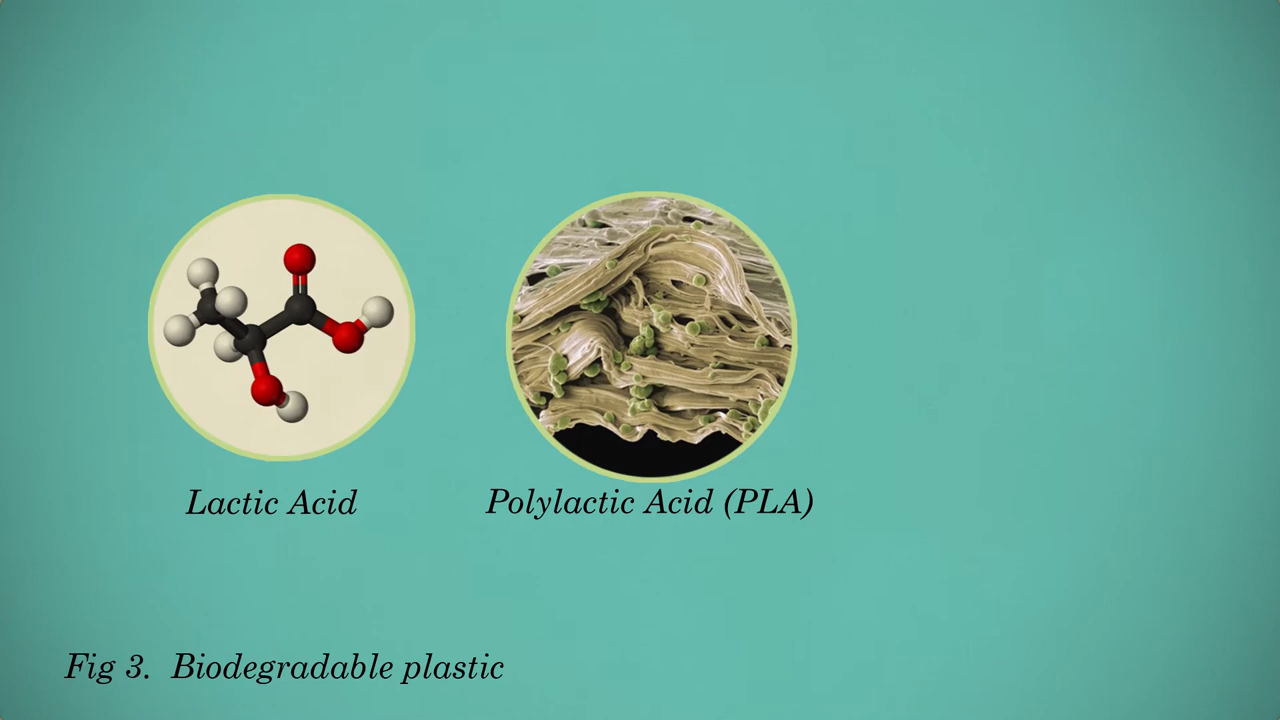 Lactic Acid
Polylactic Acid (PLA)
Fig 3. Biodegradable plastic